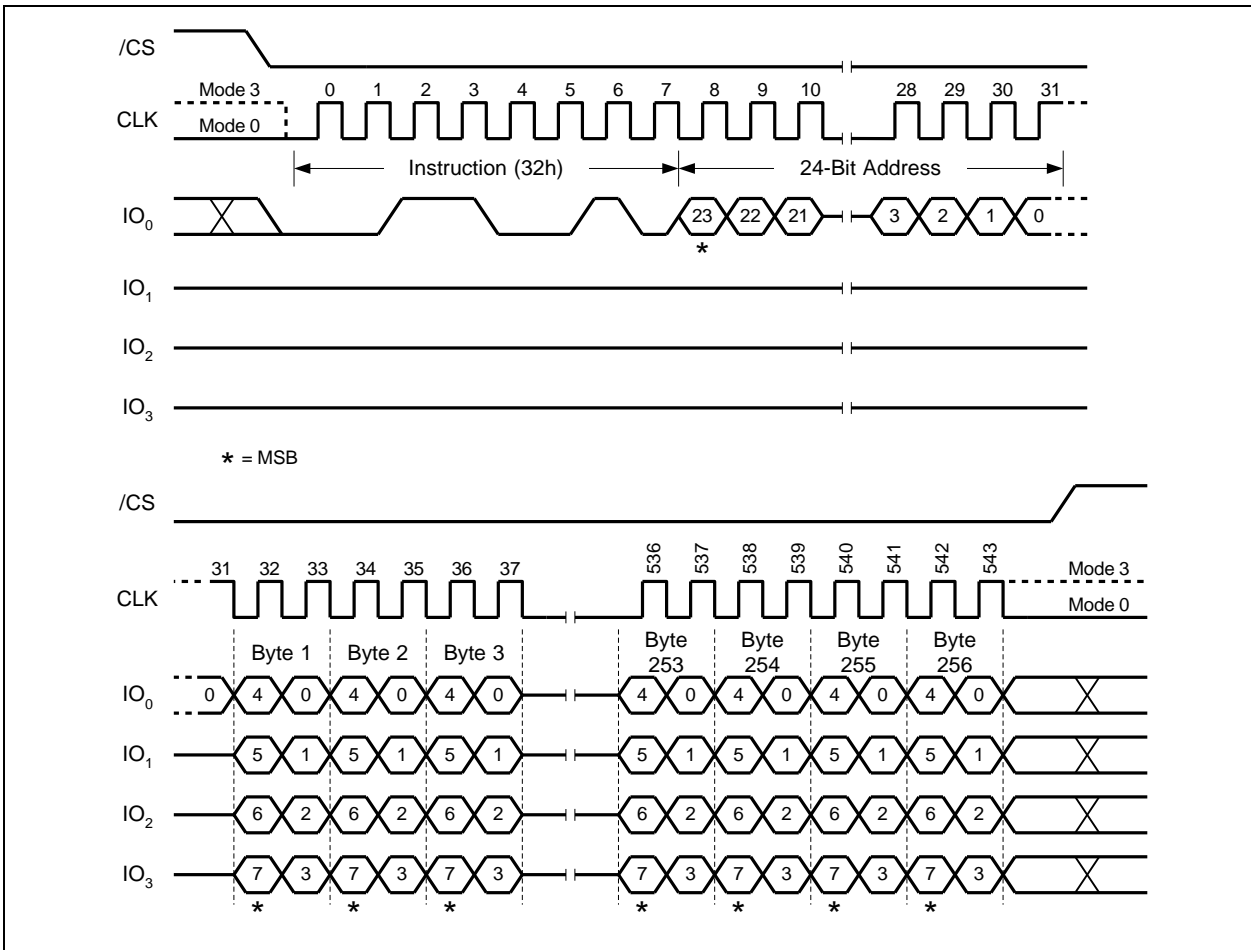 /CS
Mode 3 0 1 2 3 4 5 6 7 8 9 10 28 29 30 31
CLK
Mode 0
Instruction (32h) 24-Bit Address
IO0 23 22 21 3 2 1 0
*
IO1
IO2
IO3
* = MSB
/CS
31 32 33 34 35 36 37 536 537 538 539 540 541 542 543 Mode 3
CLK
Mode 0
Byte 1 Byte 2 Byte 3 Byte 253 Byte 254 Byte 255 Byte 256
IO0 0 4 0 4 0 4 0 4 0 4 0 4 0 4 0
IO1 5 1 5 1 5 1 5 1 5 1 5 1 5 1
IO2 6 2 6 2 6 2 6 2 6 2 6 2 6 2
IO3 7 3 7 3 7 3 7 3 7 3 7 3 7 3
* * * * * * *